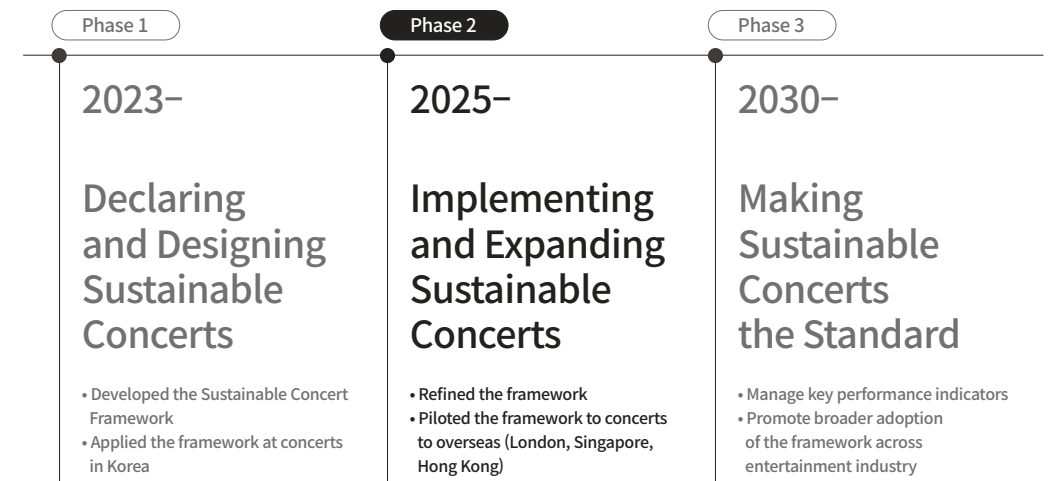 Phase 1
2023–
Declaring
and Designing
Sustainable
Concerts
• Developed the Sustainable Concert
Framework
• Applied the framework at concerts
in Korea
Phase 2
2025–
Implementing
and Expanding
Sustainable
Concerts
• Refined the framework
• Piloted the framework to concerts
to overseas (London, Singapore,
Hong Kong)
Phase 3
2030–
Making
Sustainable
Concerts
the Standard
• Manage key performance indicators
• Promote broader adoption
of the framework across
entertainment industry